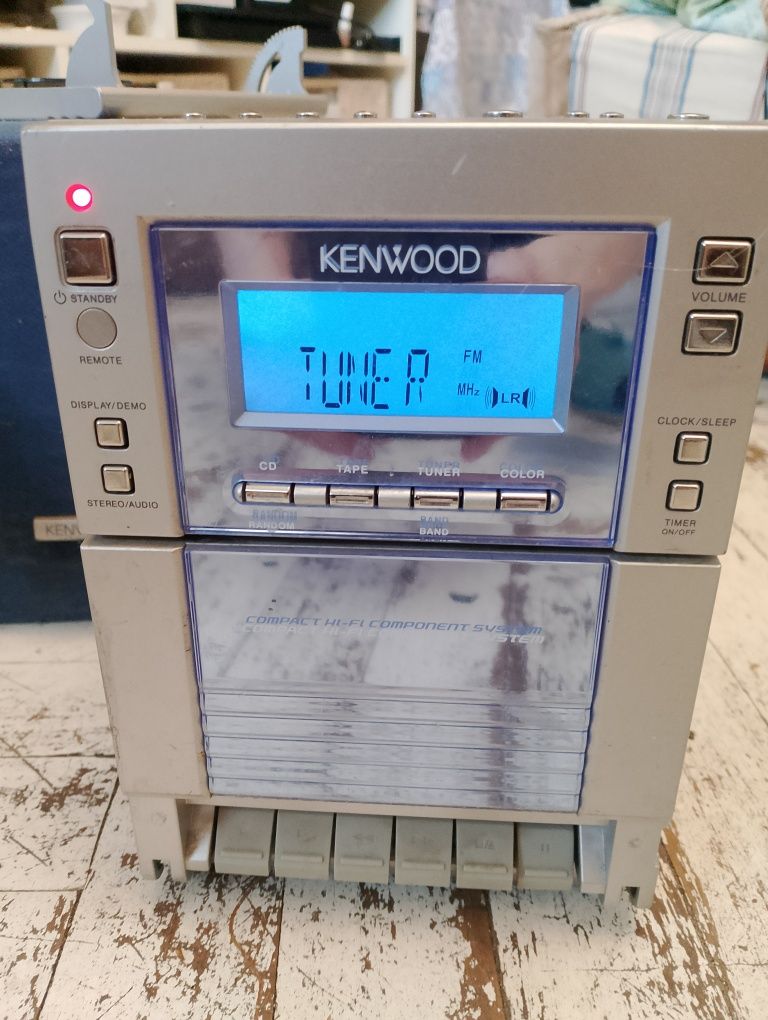 KENWOOD
TUNER
FM
MHz
LR
STANDBY
REMOTE
DISPLAY/DEMO
STEREO/AUDIO
VOLUME
CLOCK/SLEEP
TIMER
ON/OFF
CD TAPE TUNER COLOR
RANDOM BAND
COMPACT HI-FI COMPONENT SYSTEM